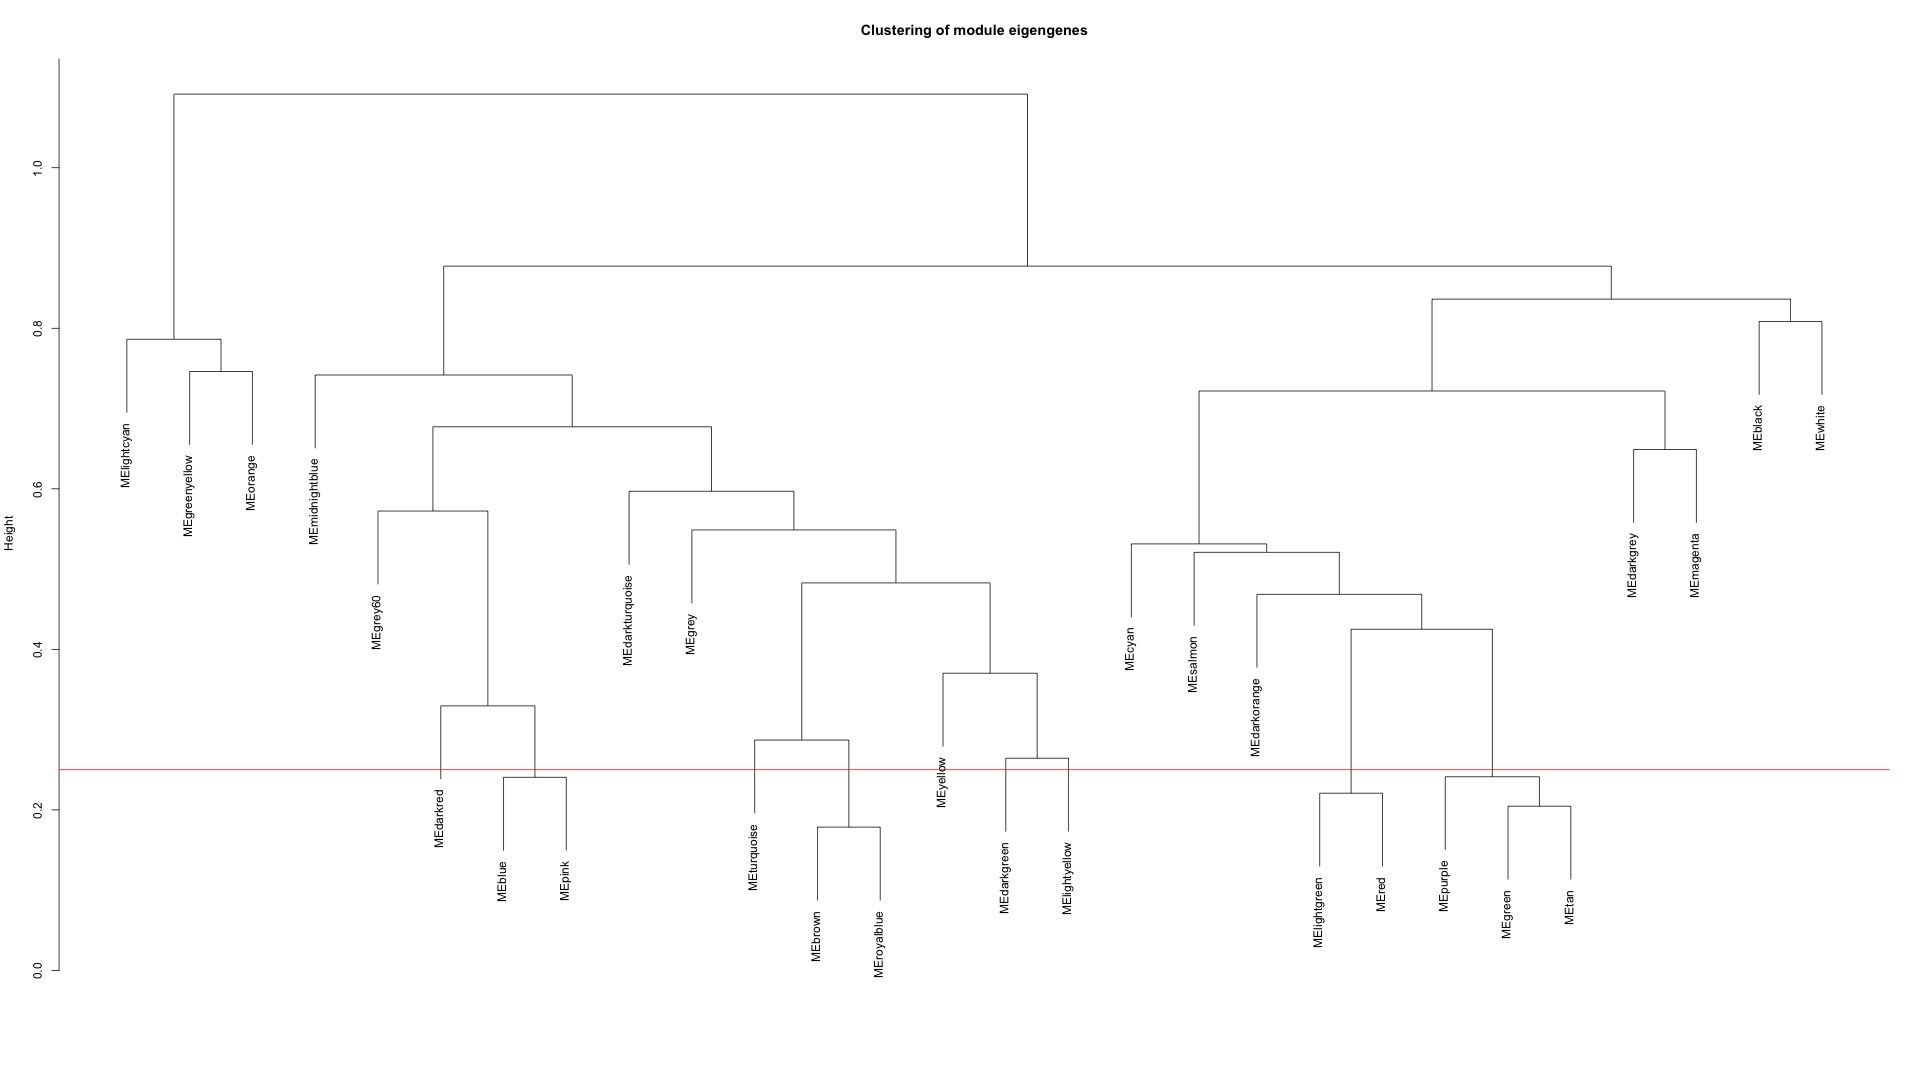 Clustering of module eigengenes
Height
1.0
0.8
0.6
0.4
0.2
0.0
MElightcyan
MEgreenyellow
MEorange
MEmidnightblue
MEgrey60
MEdarkred
MEblue
MEpink
MEdarkturquoise
MEgrey
MEturquoise
MEbrown
MEroyalblue
MEyellow
MEdarkgreen
MElightyellow
MEcyan
MEsalmon
MEdarkorange
MElightgreen
MEred
MEpurple
MEgreen
MEtan
MEdarkgrey
MEmagenta
MEblack
MEwhite